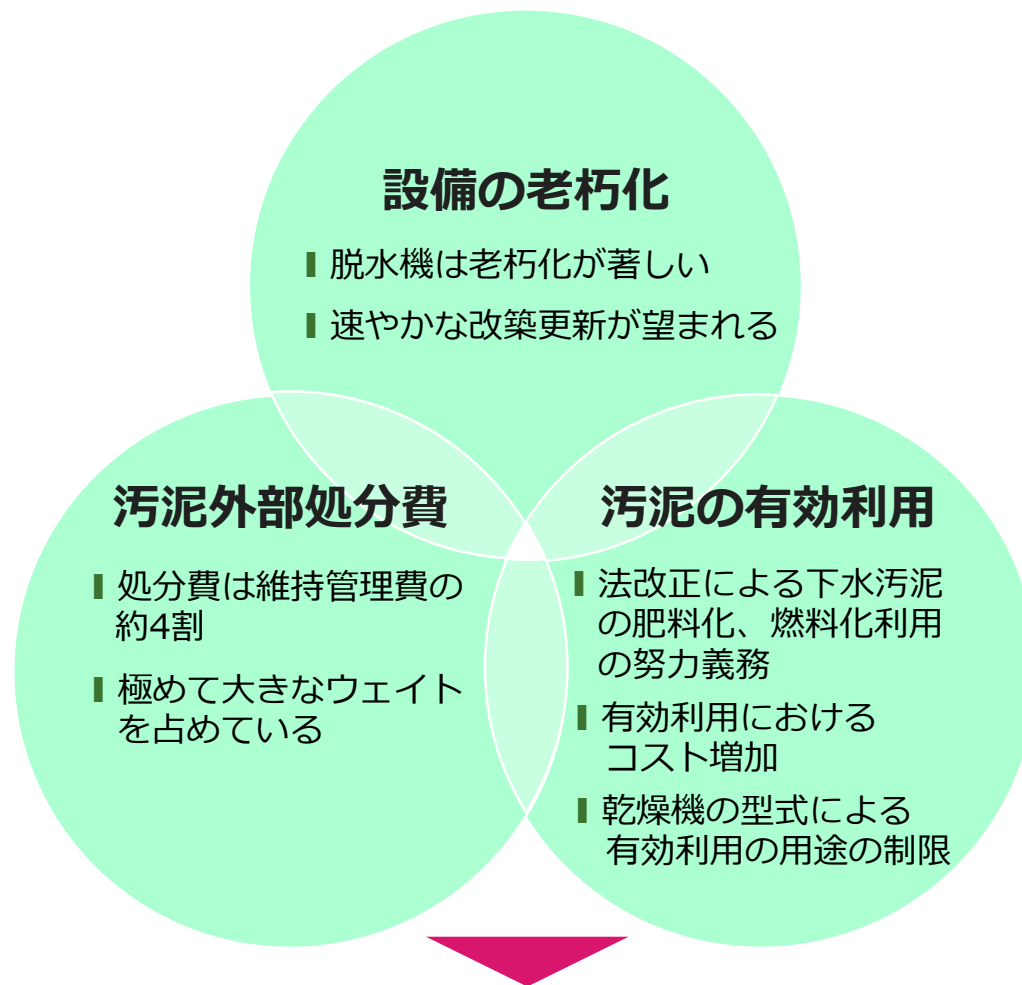 設備の老朽化
脱水機は老朽化が著しい
速やかな改築更新が望まれる
汚泥外部処分費
処分費は維持管理費の
約4割
極めて大きなウェイト
を占めている
汚泥の有効利用
法改正による下水汚泥
の肥料化、燃料化利用
の努力義務
有効利用における
コスト増加
乾燥機の型式による
有効利用の用途の制限